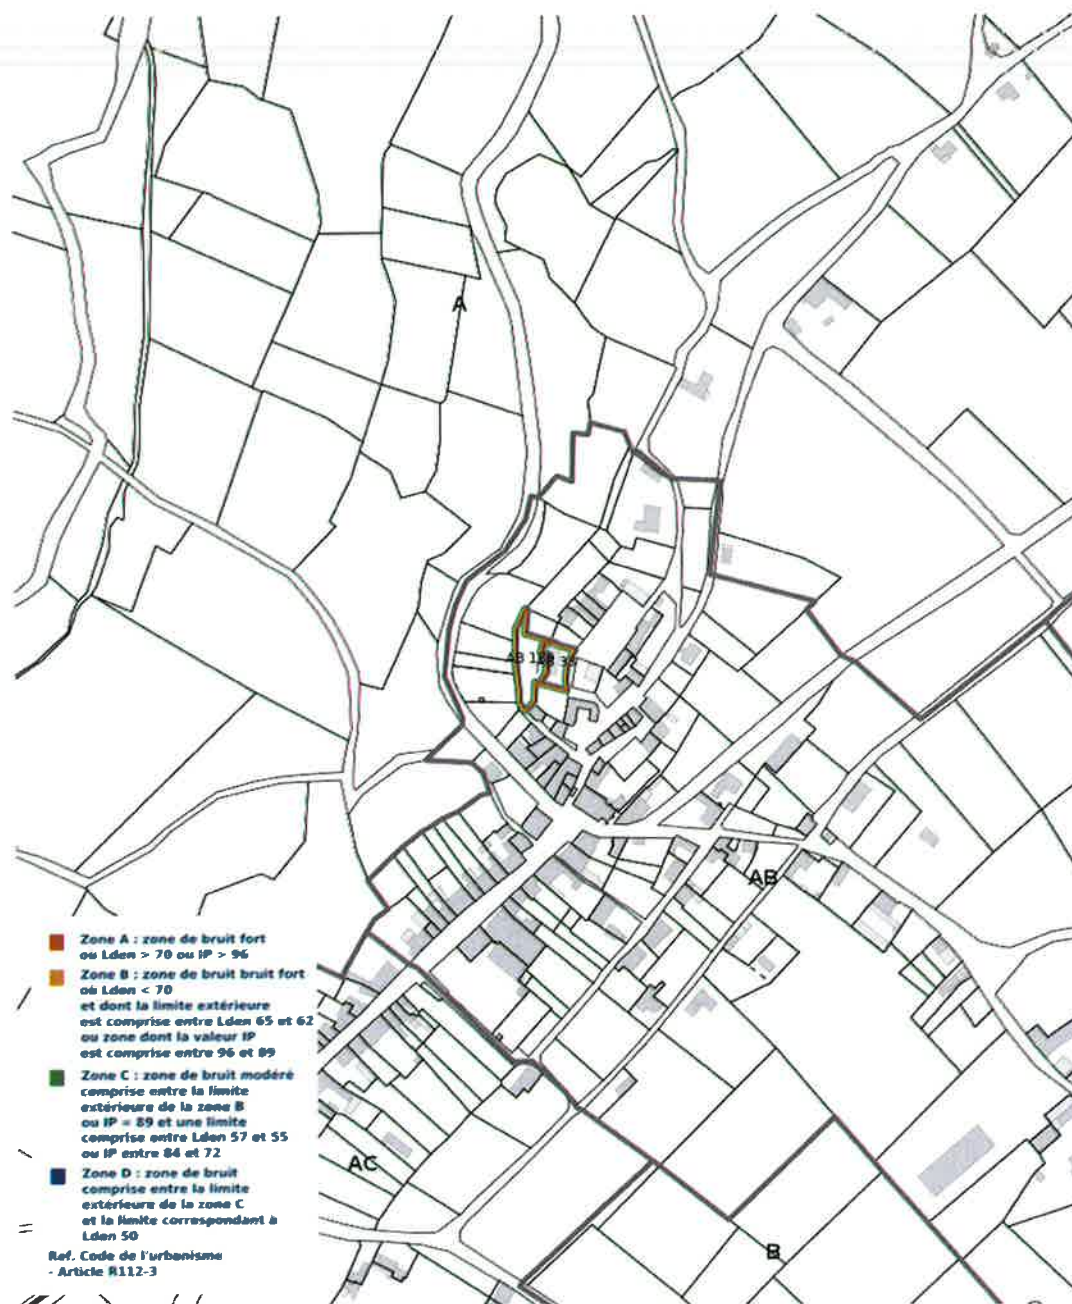 A
AB
AB
AC
B
Zone A : zone de bruit fort
ou Lden > 70 ou IP > 96
Zone B : zone de bruit bruit fort
où Lden < 70
et dont la limite extérieure
est comprise entre Lden 65 et 62
ou zone dont la valeur IP
est comprise entre 96 et 89
Zone C : zone de bruit modéré
comprise entre la limite
extérieure de la zone B
ou IP = 89 et une limite
comprise entre Lden 57 et 55
ou IP entre 84 et 72
Zone D : zone de bruit
comprise entre la limite
extérieure de la zone C
et la limite correspondant à
Lden 50
Ref. Code de l'urbanisme
- Article R112-3